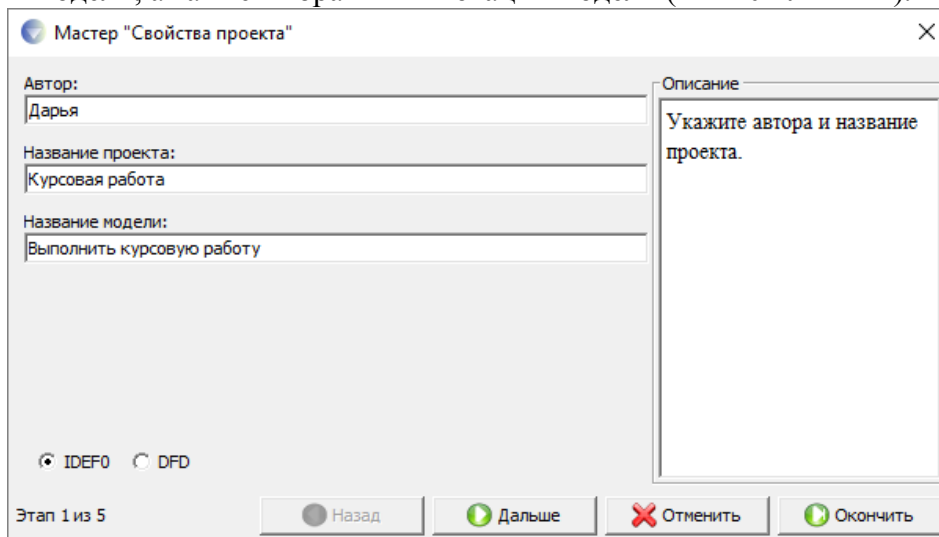 Мастер "Свойства проекта"
Автор:
Дарья
Название проекта:
Курсовая работа
Название модели:
Выполнить курсовую работу
IDEF0 DFD
Описание
Укажите автора и название
проекта.
Этап 1 из 5
Назад
Дальше
Отменить
Окончить